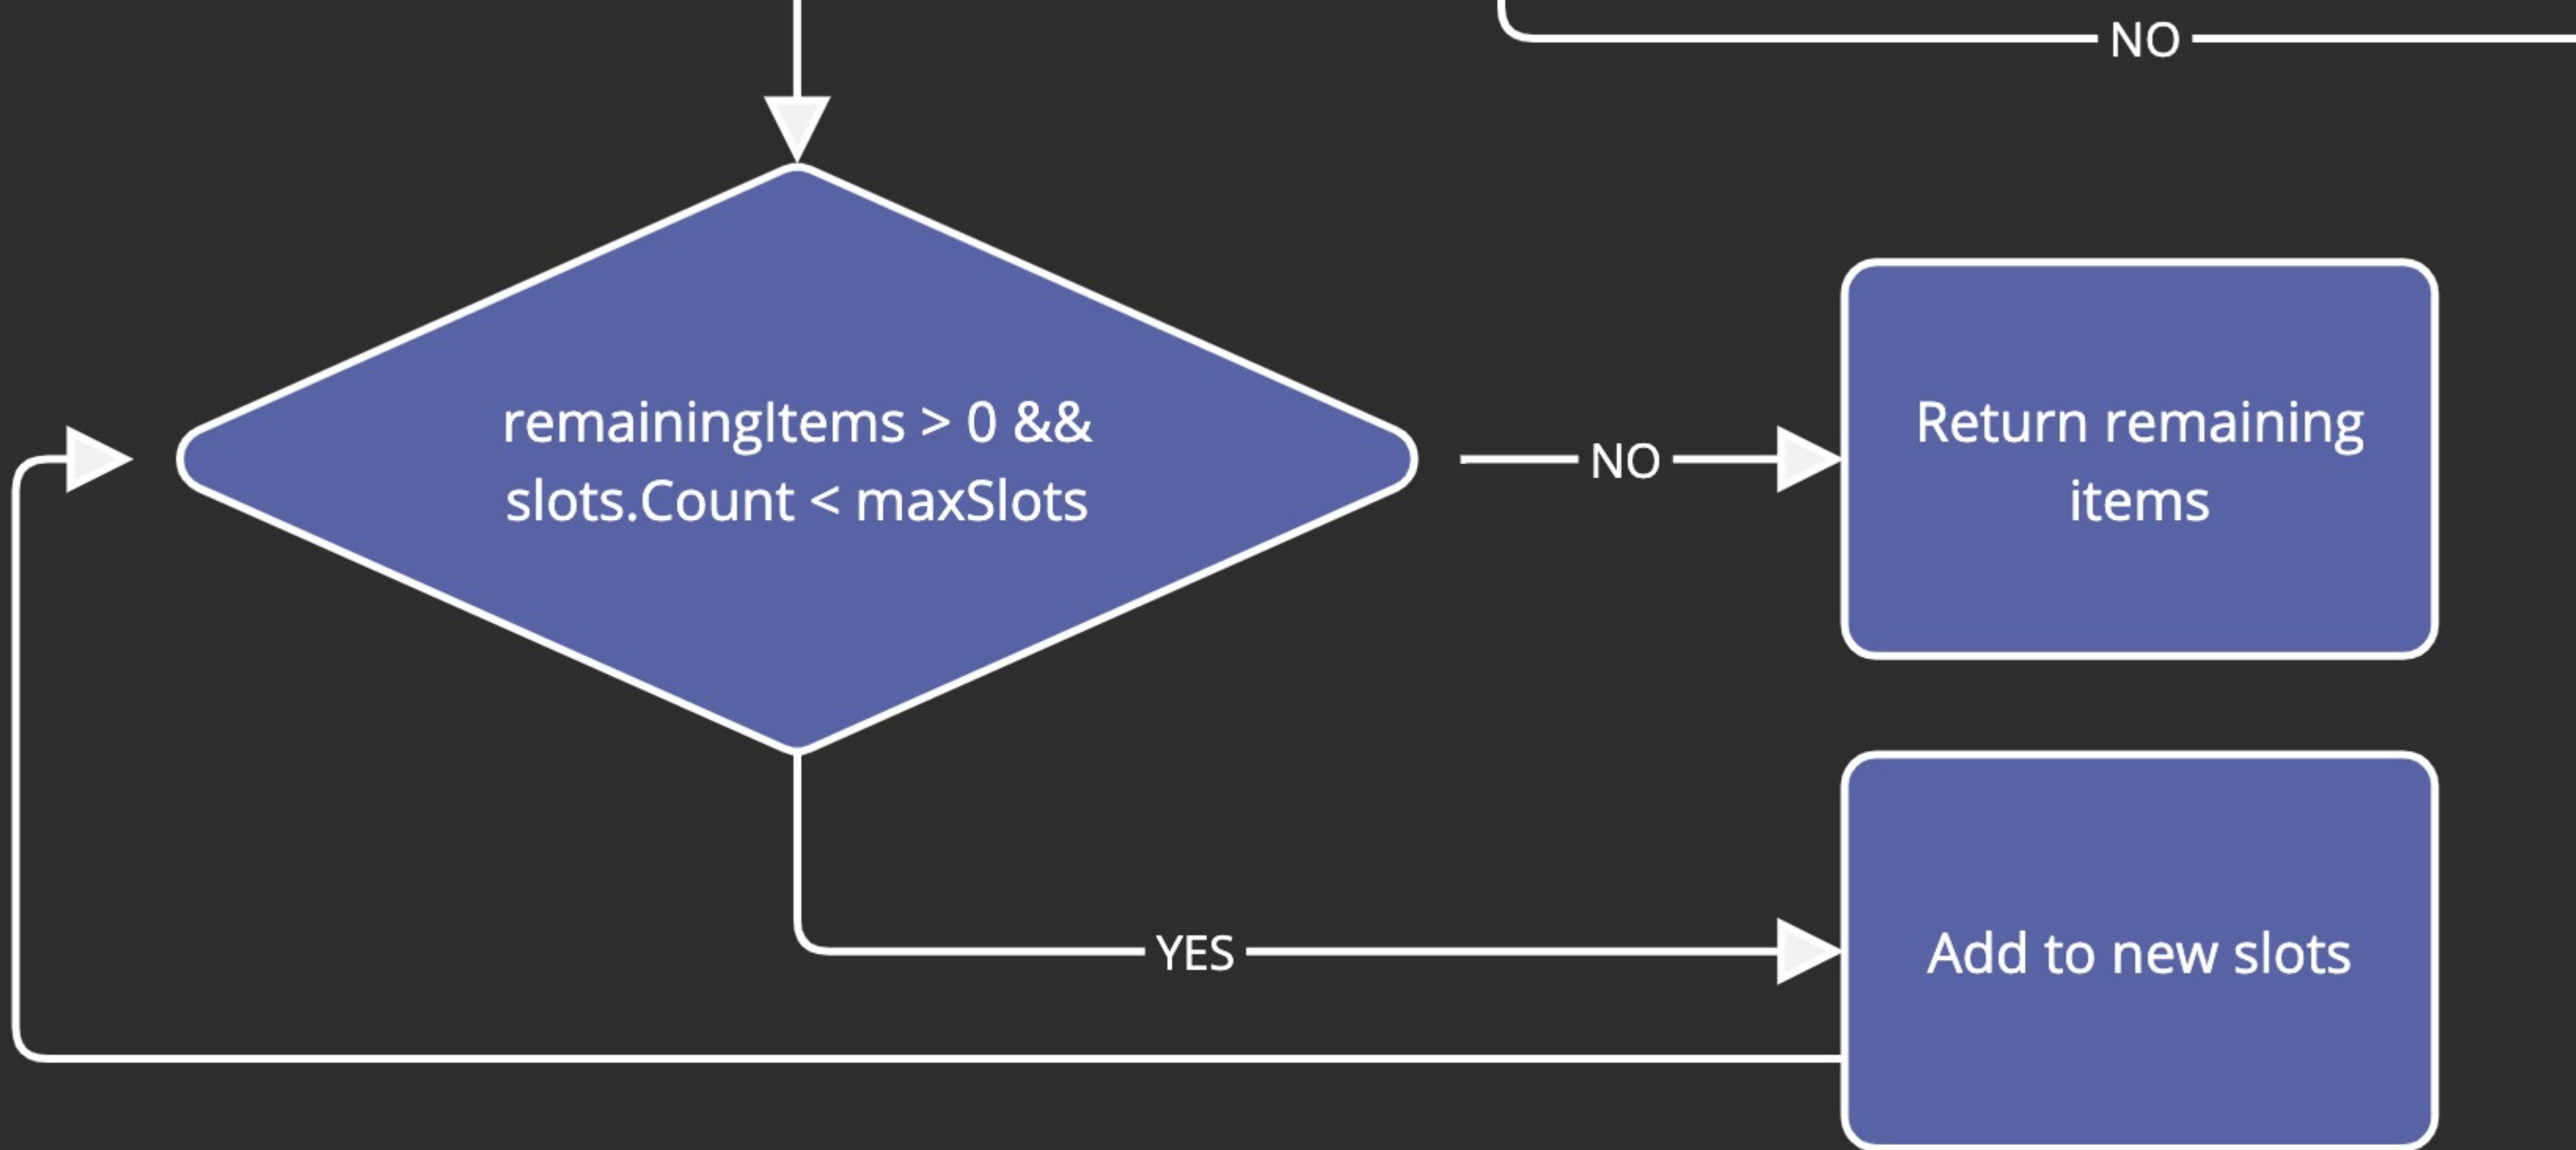 NO
remainingItems > 0 &&
slots.Count < maxSlots
NO
Return remaining
items
YES
Add to new slots